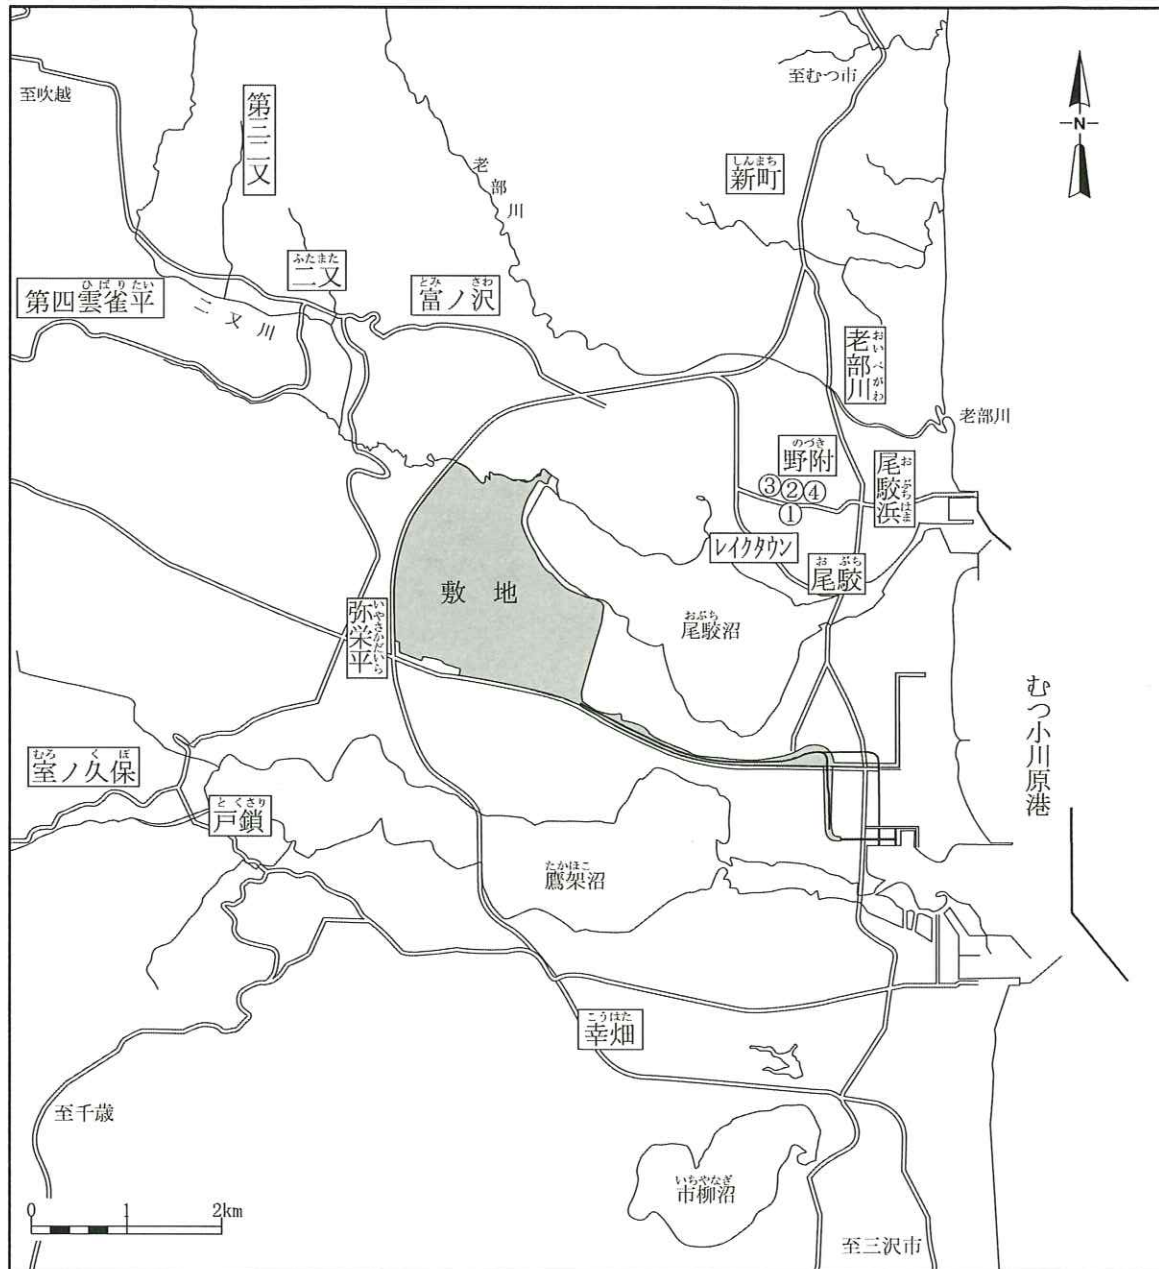 至むつ市
至吹越
N
第三二又
老部川
しんまち
新町
ふたまた
二又
とみ さわ
富ノ沢
ひばりたい
第四雲雀平
二又川
おいべがわ
老部川
老部川
のづき
野附
③②④
①
おぶちはま
尾駮浜
レイクタウン
おぶち
尾駮
敷地
おぶち
尾駮沼
いやさかだいら
弥栄平
むつ小川原港
むろ くぼ
室ノ久保
とくさり
戸鎖
たかほこ
鷹架沼
こうはた
幸畑
至千歳
いちやなぎ
市柳沼
0 1 2km
至三沢市